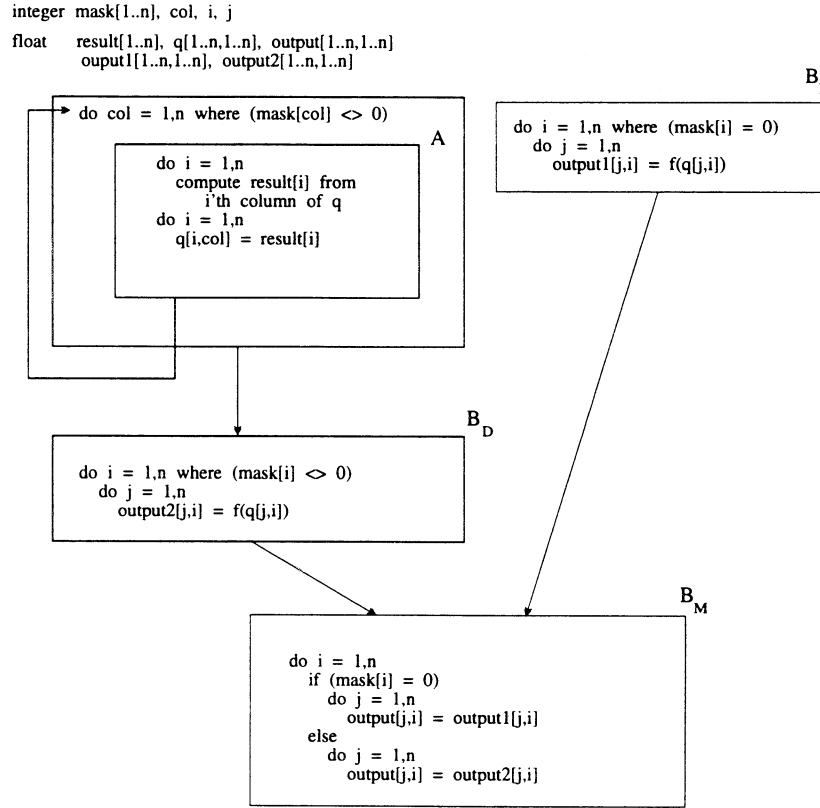 integer mask[1..n], col, i, j
float result[1..n], q[1..n,1..n], output[1..n,1..n]
ouput1[1..n,1..n], output2[1..n,1..n]
do col = 1,n where (mask[col] <> 0)
A
do i = 1,n
compute result[i] from
i'th column of q
do i = 1,n
q[i,col] = result[i]
B
do i = 1,n where (mask[i] = 0)
do j = 1,n
output1[j,i] = f(q[j,i])
B_D
do i = 1,n where (mask[i] <> 0)
do j = 1,n
output2[j,i] = f(q[j,i])
B_M
do i = 1,n
if (mask[i] = 0)
do j = 1,n
output[j,i] = output1[j,i]
else
do j = 1,n
output[j,i] = output2[j,i]